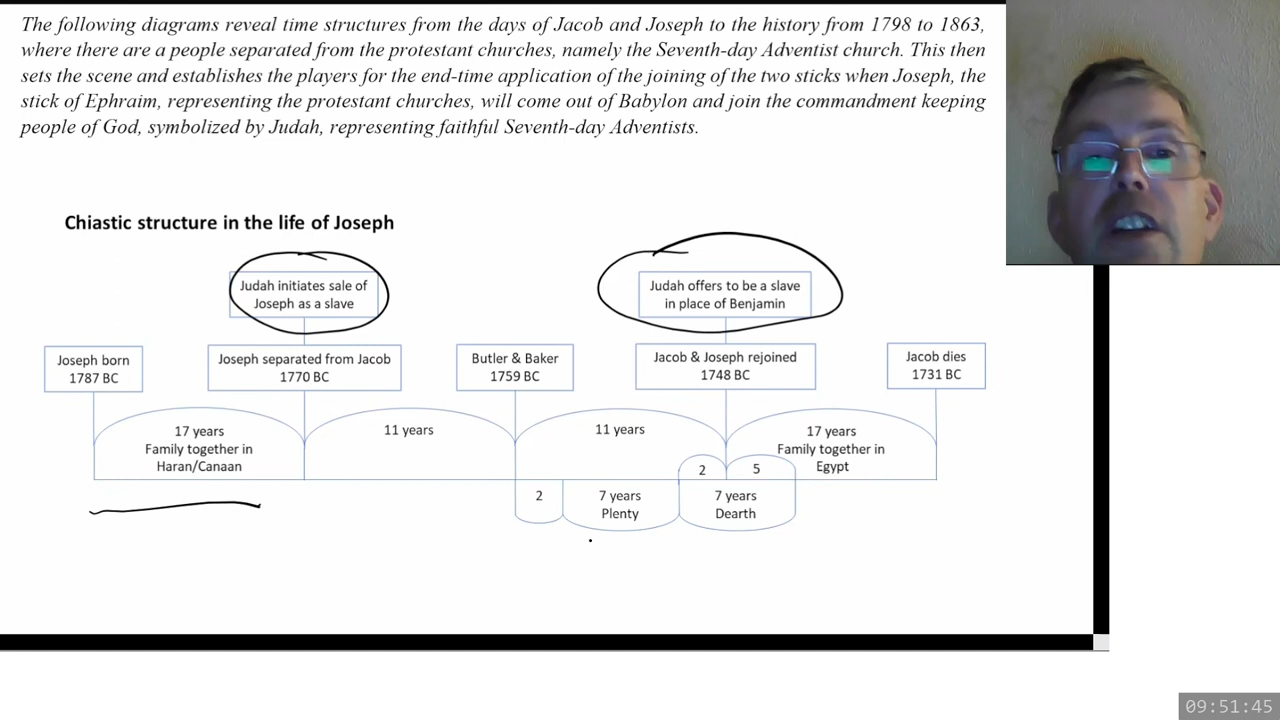 The following diagrams reveal time structures from the days of Jacob and Joseph to the history from 1798 to 1863,
where there are a people separated from the protestant churches, namely the Seventh-day Adventist church. This then
sets the scene and establishes the players for the end-time application of the joining of the two sticks when Joseph, the
stick of Ephraim, representing the protestant churches, will come out of Babylon and join the commandment keeping
people of God, symbolized by Judah, representing faithful Seventh-day Adventists.
Chiastic structure in the life of Joseph
Judah initiates sale of
Joseph as a slave
Judah offers to be a slave
in place of Benjamin
Joseph born
1787 BC
Joseph separated from Jacob
1770 BC
Butler & Baker
1759 BC
Jacob & Joseph rejoined
1748 BC
Jacob dies
1731 BC
17 years
Family together in
Haran/Canaan
11 years
11 years
17 years
Family together in
Egypt
2
5
2
7 years
Plenty
7 years
Dearth
09:51:45